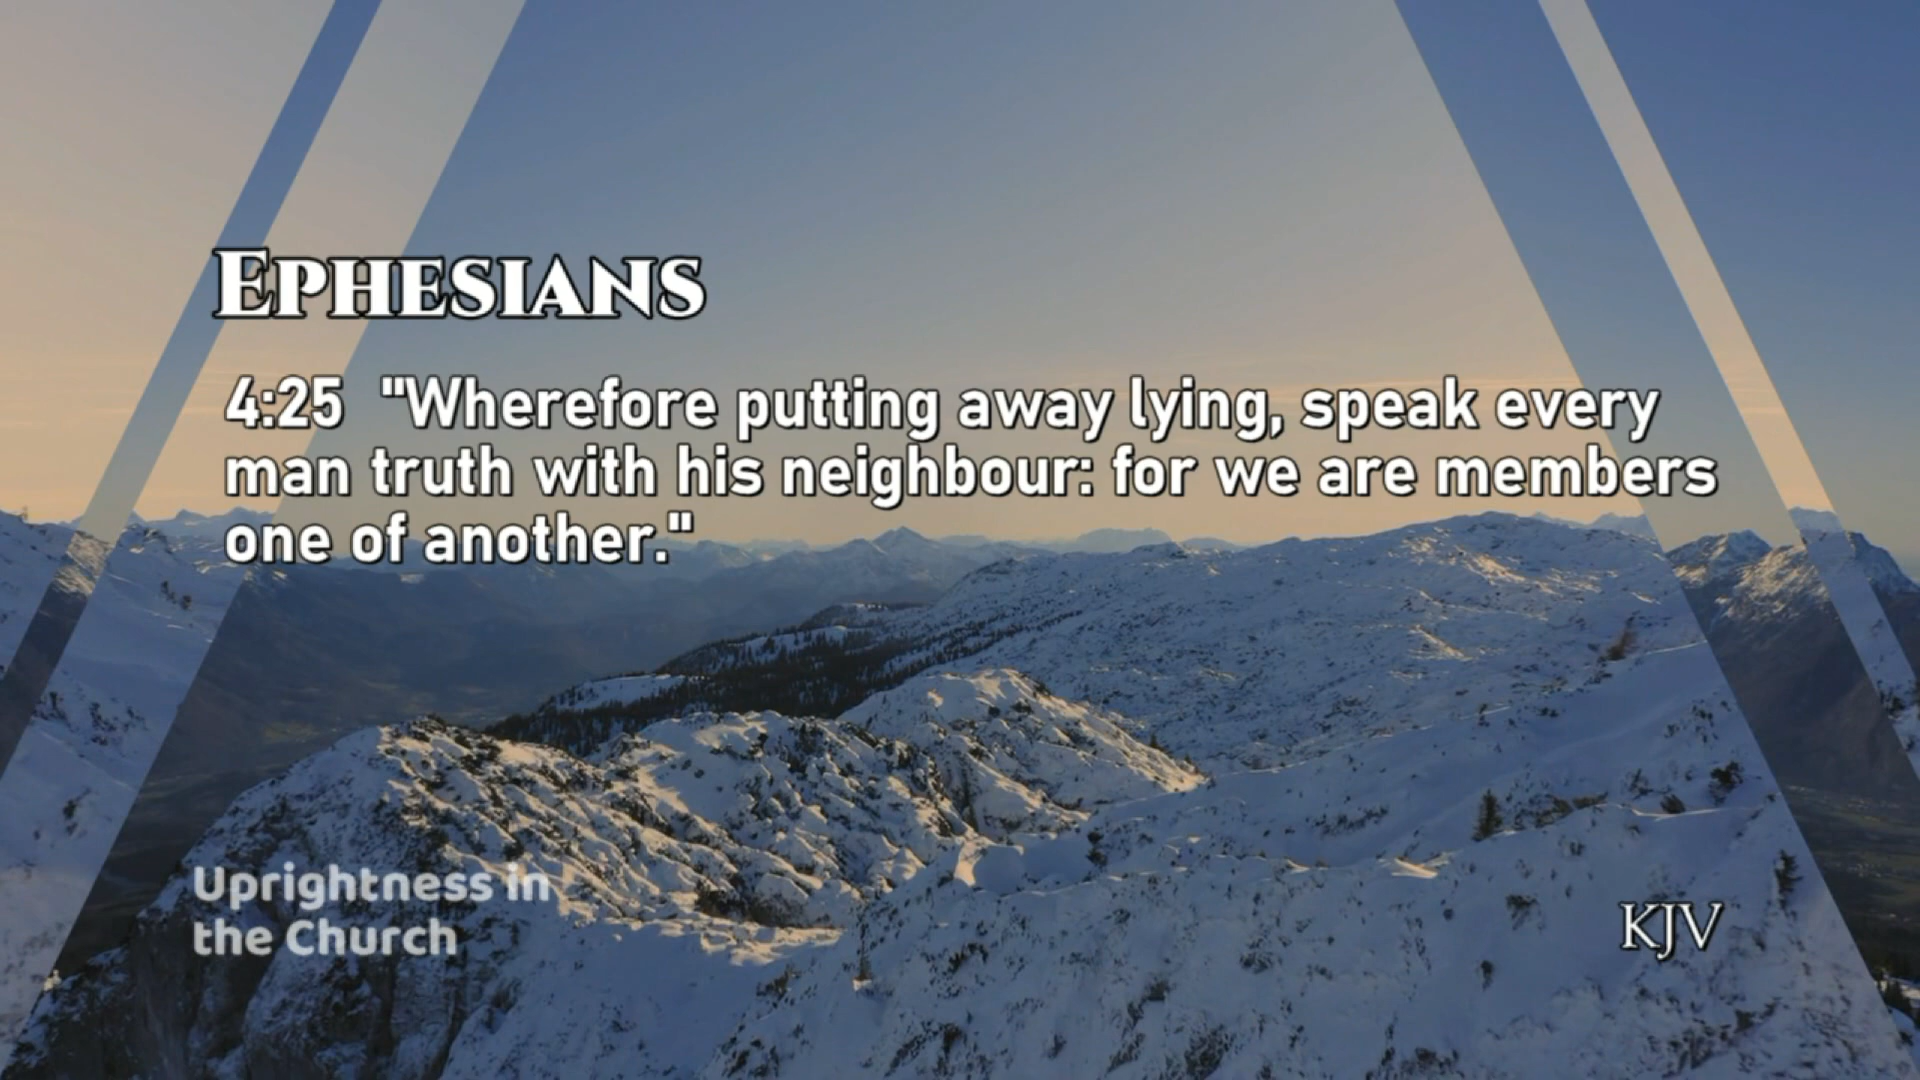 EPHESIANS
4:25 "Wherefore putting away lying, speak every
man truth with his neighbour: for we are members
one of another."
Uprightness in
the Church
KJV